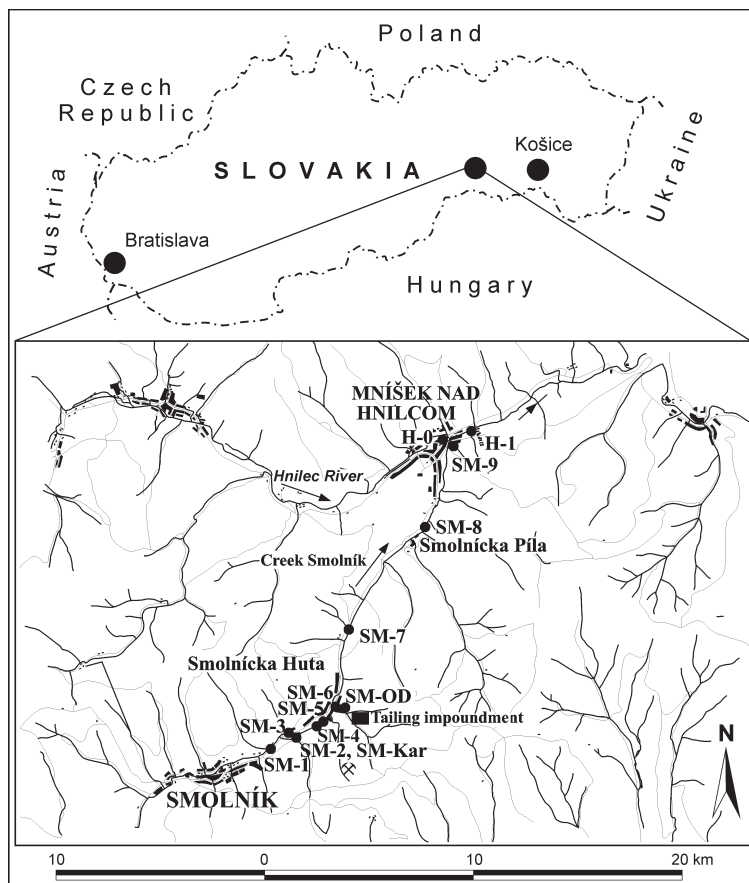 Poland
Czech
Republic
Ukraine
Košice
SLOVAKIA
Austria
Bratislava
Hungary
MNÍŠEK NAD
HNILCOM
H-0
H-1
SM-9
Hnilec River
SM-8
Smolnícka Píla
Creek Smolník
SM-7
Smolnícka Huta
SM-6
SM-OD
SM-5
Tailing impoundment
SM-3
SM-4
SM-2, SM-Kar
SM-1
SMOLNÍK
N
10 0 10 20 km